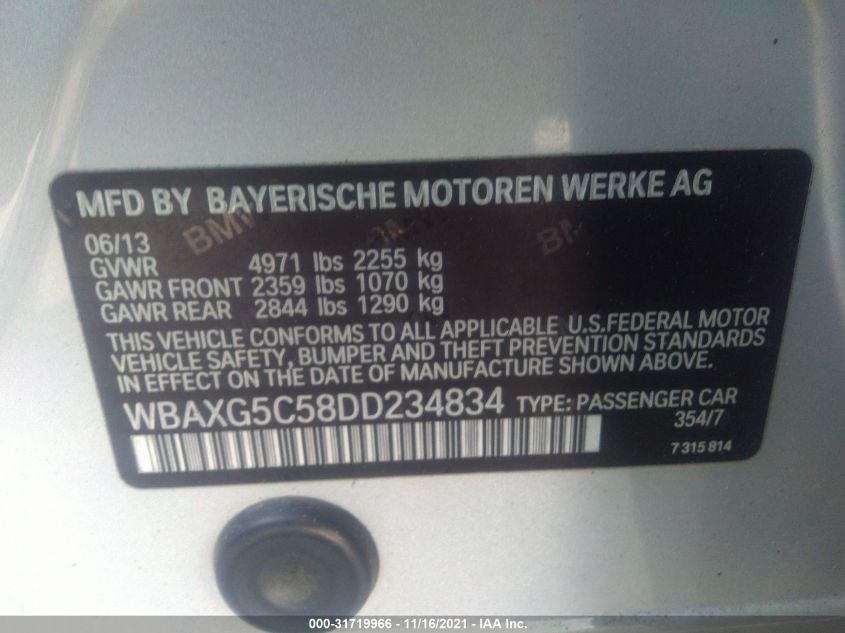 MFD BY BAYERISCHE MOTOREN WERKE AG
BMW BMW BMW
06/13
GVWR 4971 lbs 2255 kg
GAWR FRONT 2359 lbs 1070 kg
GAWR REAR 2844 lbs 1290 kg
THIS VEHICLE CONFORMS TO ALL APPLICABLE U.S.FEDERAL MOTOR
VEHICLE SAFETY, BUMPER AND THEFT PREVENTION STANDARDS
IN EFFECT ON THE DATE OF MANUFACTURE SHOWN ABOVE.
WBAXG5C58DD234834 TYPE: PASSENGER CAR
354/7
7 315 814
000-31719966 - 11/16/2021 - IAA Inc.